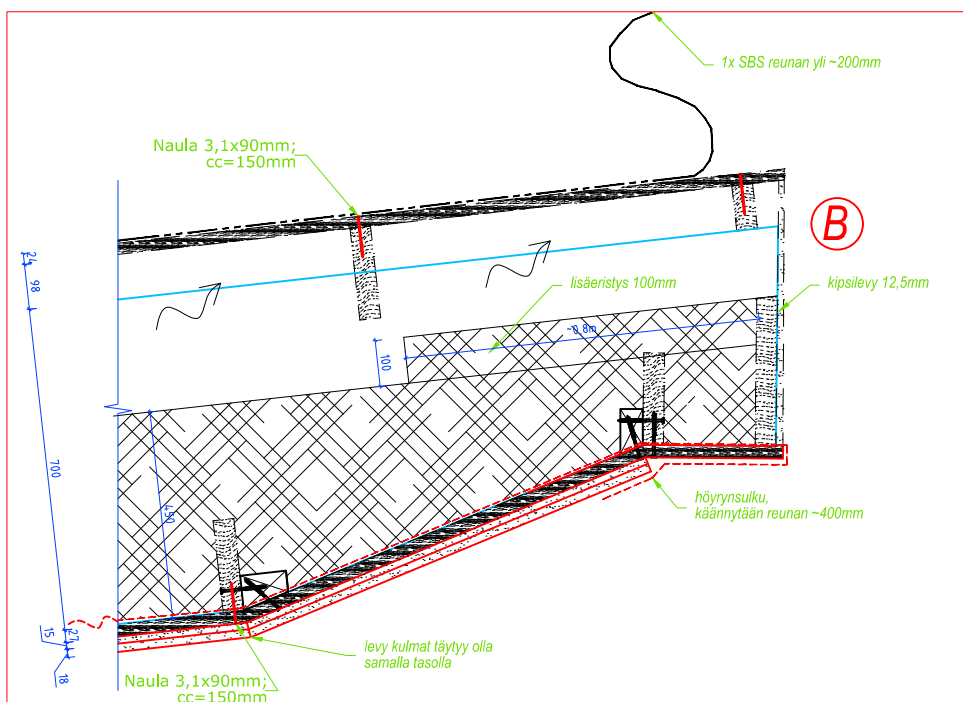 1x SBS reunan yli ~200mm
Naula 3,1x90mm;
cc=150mm
B
24
98
lisäeristys 100mm
kipsilevy 12,5mm
~0,8m
100
700
450
höyrynsulku,
käännytään reunan ~400mm
27
15
18
levy kulmat täytyy olla
samalla tasolla
Naula 3,1x90mm;
cc=150mm